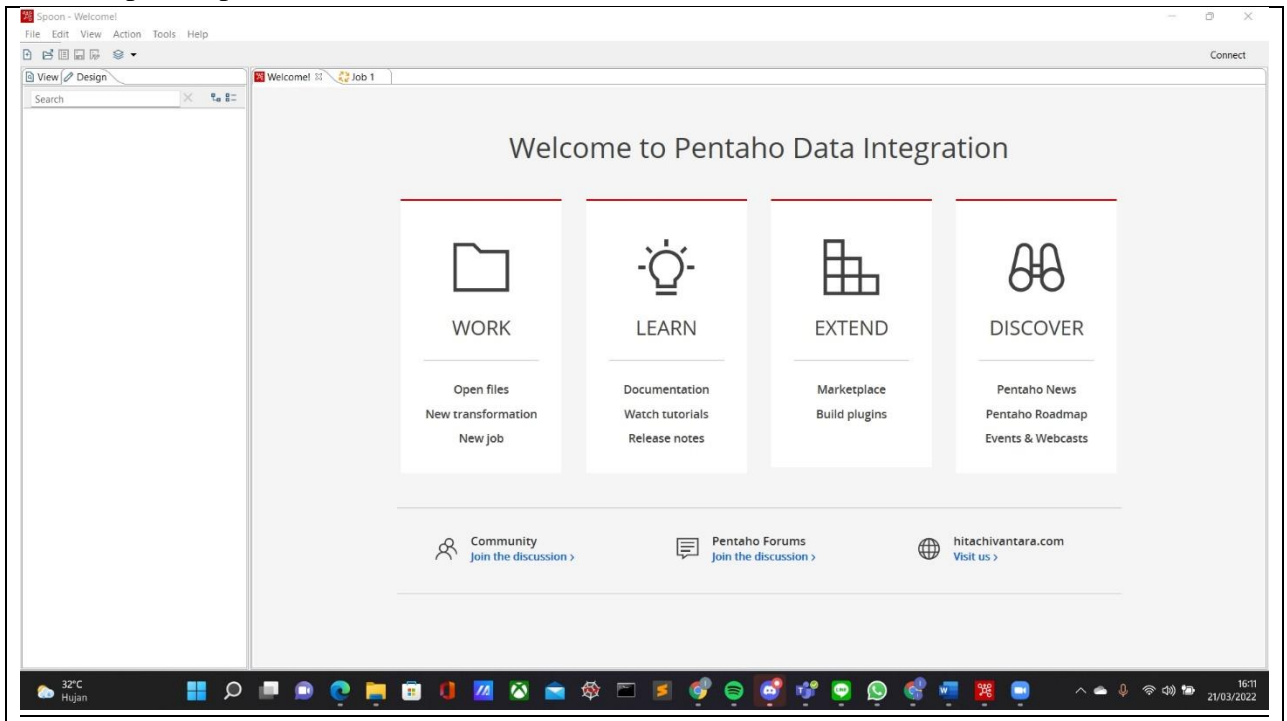 Spoon - Welcome!
File Edit View Action Tools Help
Connect
View Design
Welcome! Job 1
Search
Welcome to Pentaho Data Integration
WORK
Open files
New transformation
New job
LEARN
Documentation
Watch tutorials
Release notes
EXTEND
Marketplace
Build plugins
DISCOVER
Pentaho News
Pentaho Roadmap
Events & Webcasts
Community
Join the discussion >
Pentaho Forums
Join the discussion >
hitachivantara.com
Visit us >
32°C
Hujan
16:11
21/03/2022